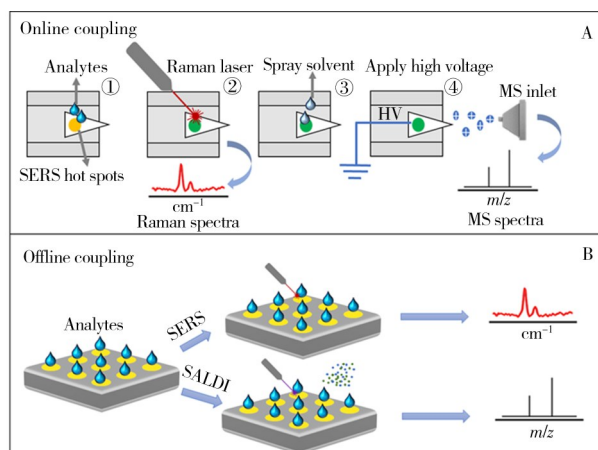 Online coupling
A
Analytes
①
Raman laser
②
Spray solvent
③
Apply high voltage
④
MS inlet
HV
SERS hot spots
cm⁻¹
Raman spectra
m/z
MS spectra
Offline coupling
B
Analytes
SERS
SALDI
cm⁻¹
m/z